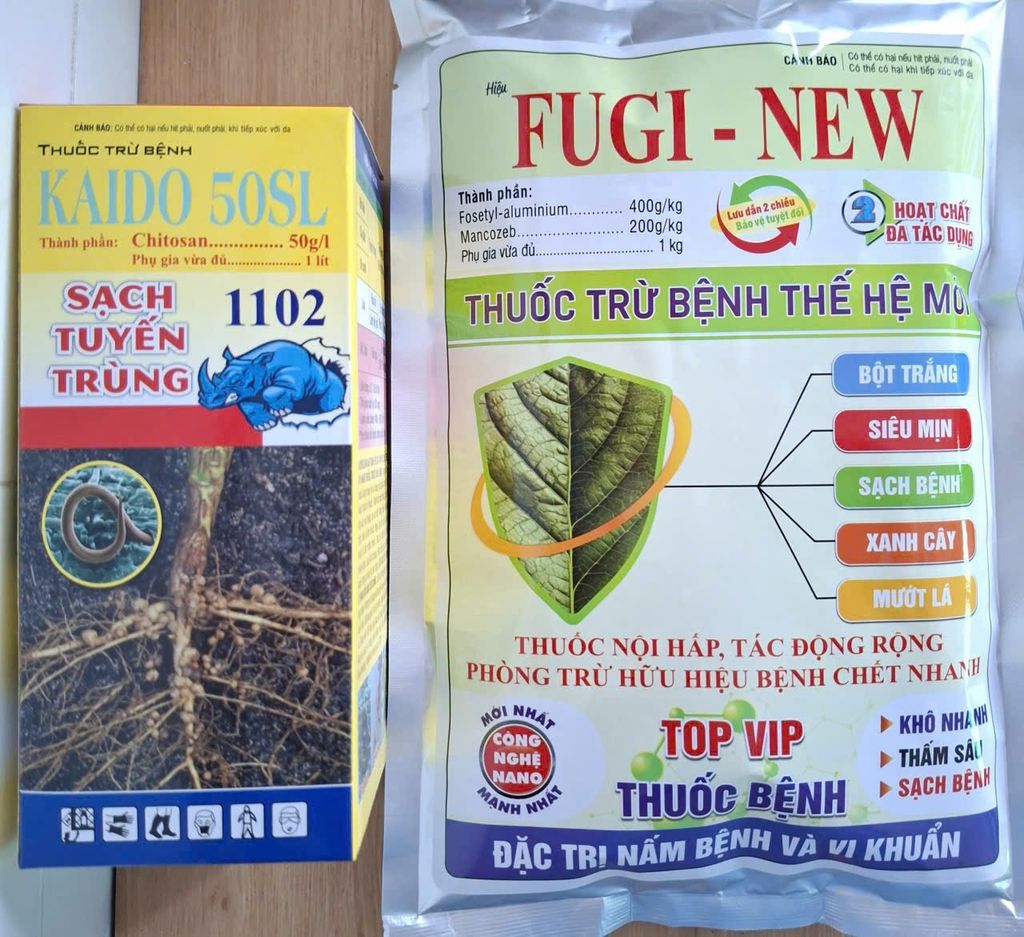 CẢNH BÁO: Có thể có hại nếu hít phải, nuốt phải, khi tiếp xúc với da
THUỐC TRỪ BỆNH
KAIDO 50SL
Thành phần: Chitosan............... 50g/l
Phụ gia vừa đủ..................... 1 lít
SẠCH
TUYẾN
TRÙNG
1102
CẢNH BÁO
Có thể có hại nếu hít phải, nuốt phải
Có thể có hại khi tiếp xúc với da
Hiệu
FUGI - NEW
Thành phần:
Fosetyl-aluminium............ 400g/kg
Mancozeb........................ 200g/kg
Phụ gia vừa đủ.................................. 1 kg
Lưu dẫn 2 chiều
Bảo vệ tuyệt đối
2
HOẠT CHẤT
ĐA TÁC DỤNG
THUỐC TRỪ BỆNH THẾ HỆ MỚI
BỘT TRẮNG
SIÊU MỊN
SẠCH BỆNH
XANH CÂY
MƯỚT LÁ
THUỐC NỘI HẤP, TÁC ĐỘNG RỘNG
PHÒNG TRỪ HỮU HIỆU BỆNH CHẾT NHANH
MỚI NHẤT
CÔNG
NGHỆ
NANO
MẠNH NHẤT
TOP VIP
THUỐC BỆNH
KHÔ NHANH
THẤM SÂU
SẠCH BỆNH
ĐẶC TRỊ NẤM BỆNH VÀ VI KHUẨN